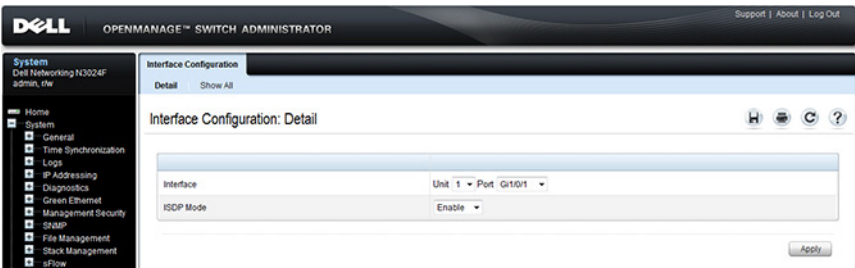 Support | About | Log Out
DELL OPENMANAGE™ SWITCH ADMINISTRATOR
System
Dell Networking N3024F
admin, r/w
Interface Configuration
Detail Show All
Home
System
General
Time Synchronization
Logs
IP Addressing
Diagnostics
Green Ethernet
Management Security
SNMP
File Management
Stack Management
sFlow
Interface Configuration: Detail
?
Interface Unit 1 Port Gi1/0/1
ISDP Mode Enable
Apply